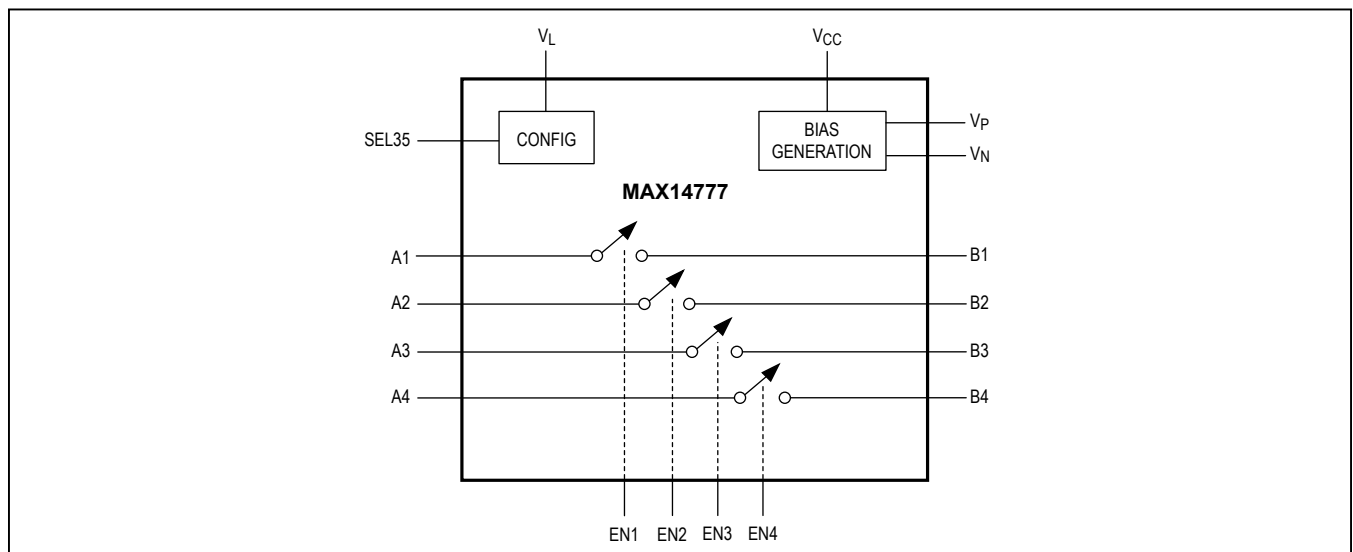 VL
VCC
SEL35
CONFIG
BIAS
GENERATION
VP
VN
MAX14777
A1
B1
A2
B2
A3
B3
A4
B4
EN1 EN2 EN3 EN4